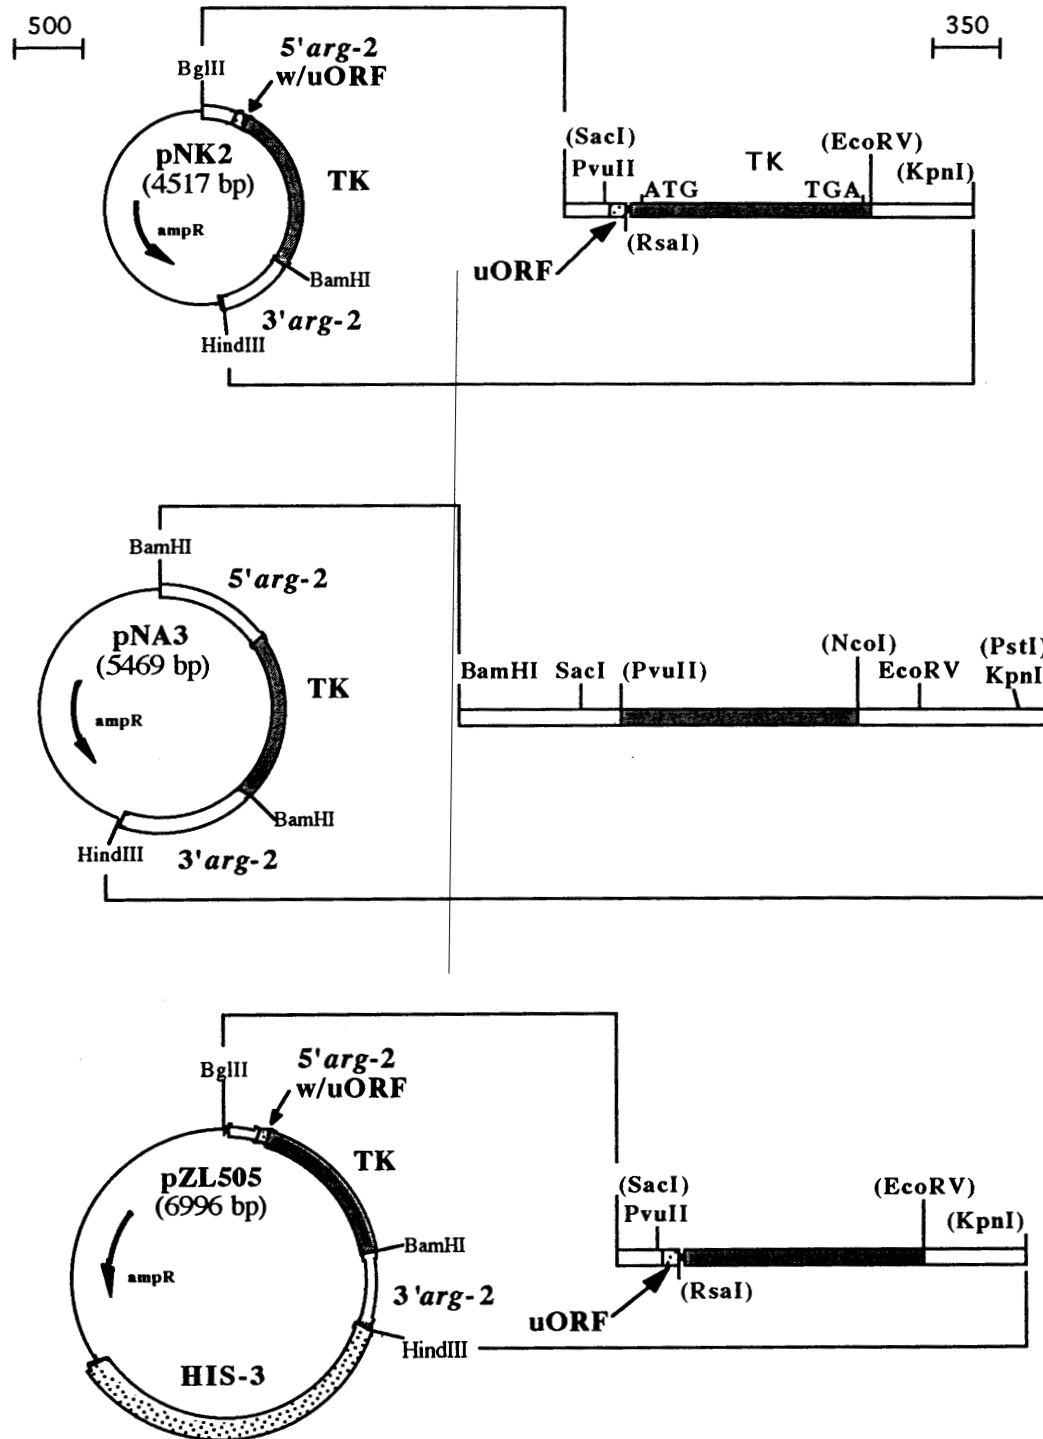 500
350
5'arg-2
w/uORF
BglII
pNK2
(4517 bp)
ampR
TK
BamHI
3'arg-2
HindIII
(SacI)
PvuII
ATG
TK
TGA
(EcoRV)
(KpnI)
(RsaI)
uORF
BamHI
5'arg-2
pNA3
(5469 bp)
ampR
TK
BamHI
HindIII
3'arg-2
BamHI
SacI
(PvuII)
(NcoI)
EcoRV
(PstI)
KpnI
BglII
5'arg-2
w/uORF
pZL505
(6996 bp)
ampR
TK
BamHI
3'arg-2
HindIII
HIS-3
(SacI)
PvuII
(EcoRV)
(KpnI)
(RsaI)
uORF